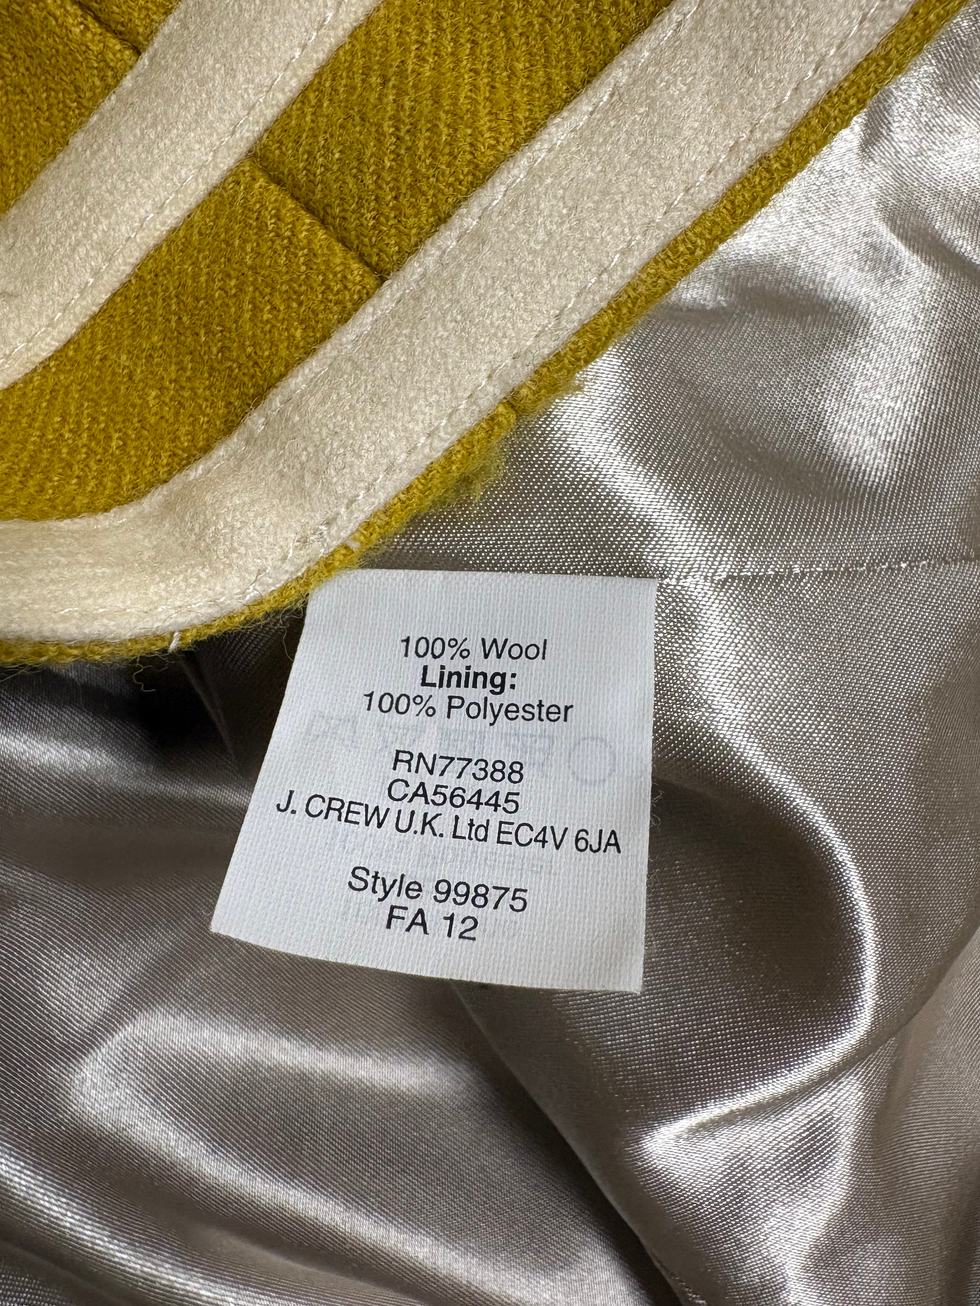 100% Wool
Lining:
100% Polyester
RN77388
CA56445
J. CREW U.K. Ltd EC4V 6JA
Style 99875
FA 12